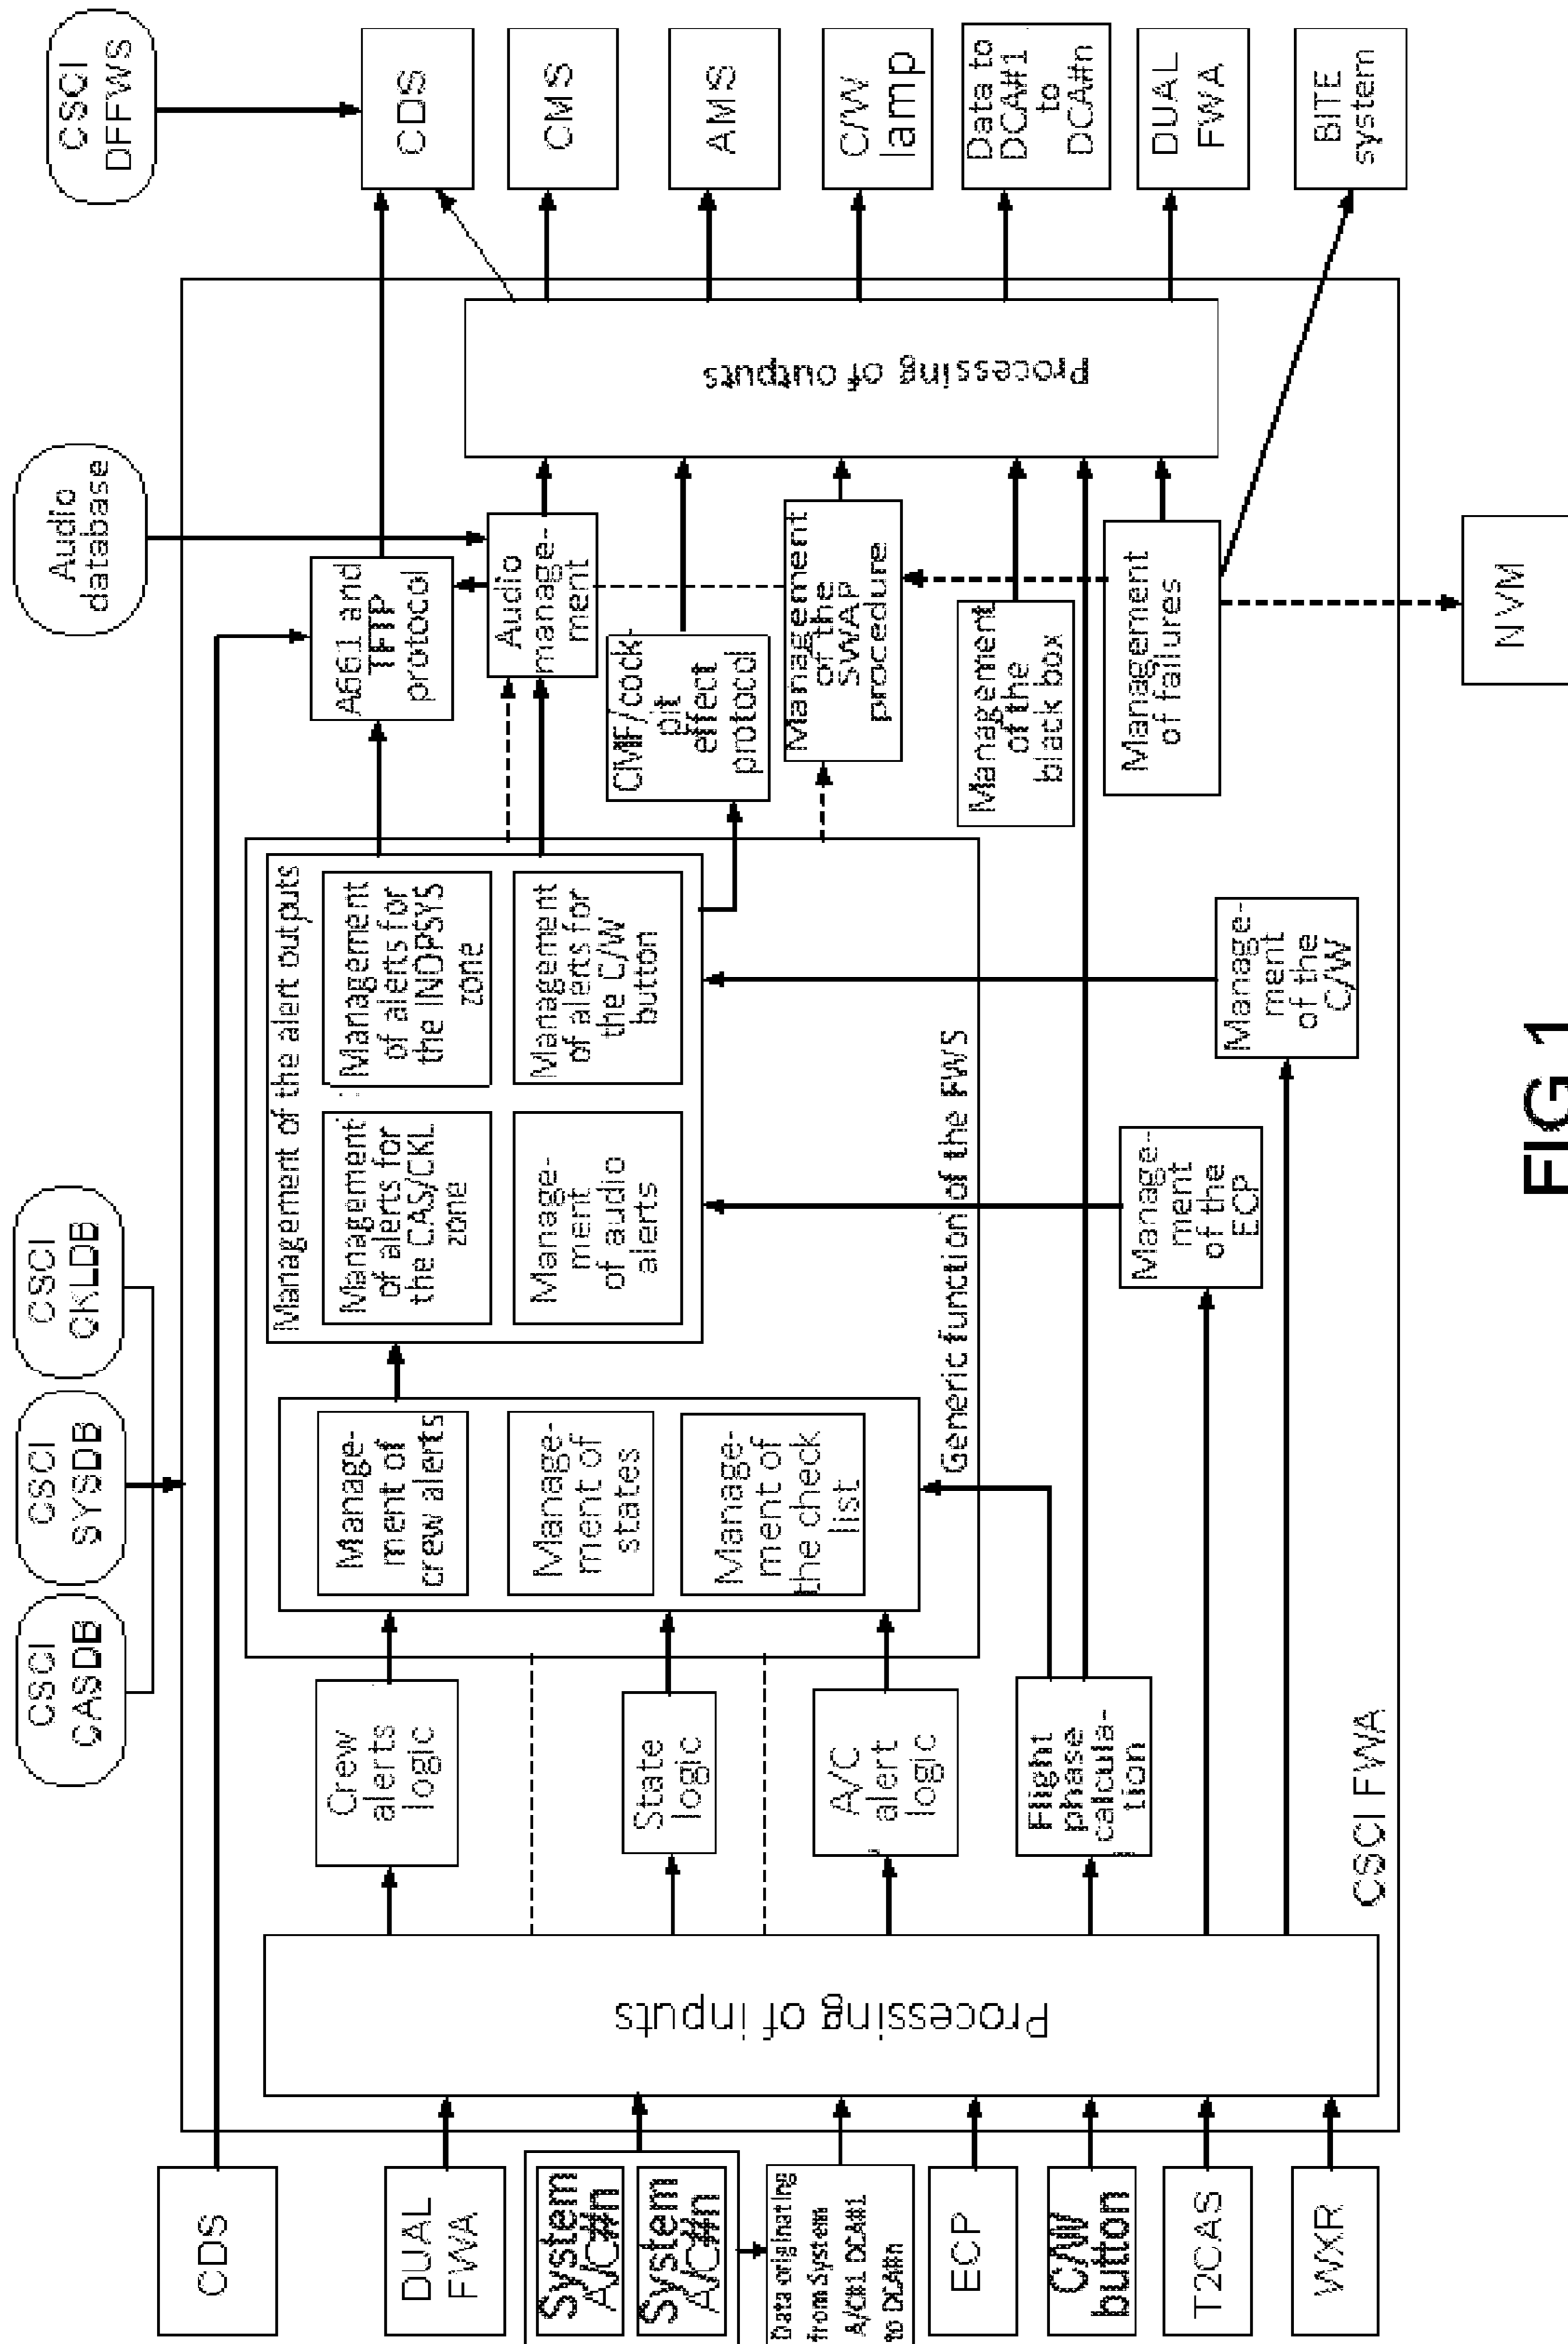 CSCI
CASDB
CSCI
SYSDB
CSCI
CKLDB
Audio
database
CSCI
DFFWS
CDS
DUAL
FWA
System
A/C#n
System
A/C#n
Data originating
from System
A/C#1 DCA#1
to DCA#n
ECP
C/W
button
T2CAS
WXR
Processing of inputs
Crew
alerts
logic
State
logic
A/C
alert
logic
Flight
phase
calcula-
tion
Manage-
ment of
crew alerts
Manage-
ment of
states
Manage-
ment of
the check
list
Generic function of the FWS
Management of the alert outputs
Management
of alerts for
the CAS/CKL
zone
Management
of alerts for
the INOPSYS
zone
Manage-
ment
of audio
alerts
Management
of alerts for
the C/W
button
Manage-
ment
of the
ECP
Manage-
ment
of the
C/W
A661 and
TFTP
protocol
Audio
manage-
ment
CMF/cock-
pit
effect
protocol
Management
of the
SWAP
procedure
Management
of the
black box
Management
of failures
Processing of outputs
CDS
CMS
AMS
C/W
lamp
Data to
DCA#1
to
DCA#n
DUAL
FWA
BITE
system
NVM
CSCI FWA
FIG.1